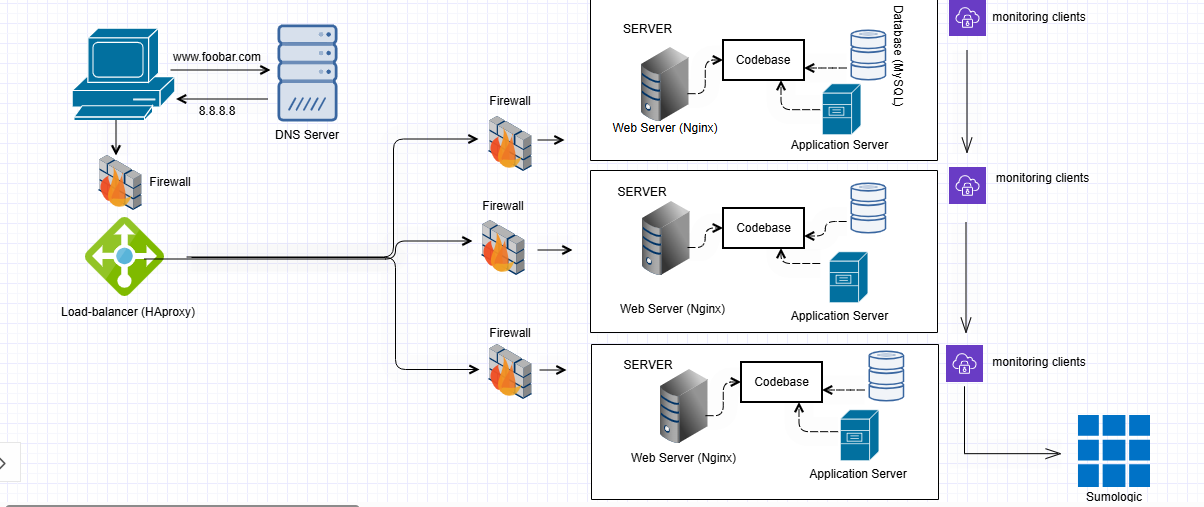 www.foobar.com
8.8.8.8
DNS Server
Firewall
Load-balancer (HAproxy)
Firewall
Firewall
Firewall
SERVER
Codebase
Database (MySQL)
Web Server (Nginx)
Application Server
monitoring clients
SERVER
Codebase
Web Server (Nginx)
Application Server
monitoring clients
SERVER
Codebase
Web Server (Nginx)
Application Server
monitoring clients
Sumologic